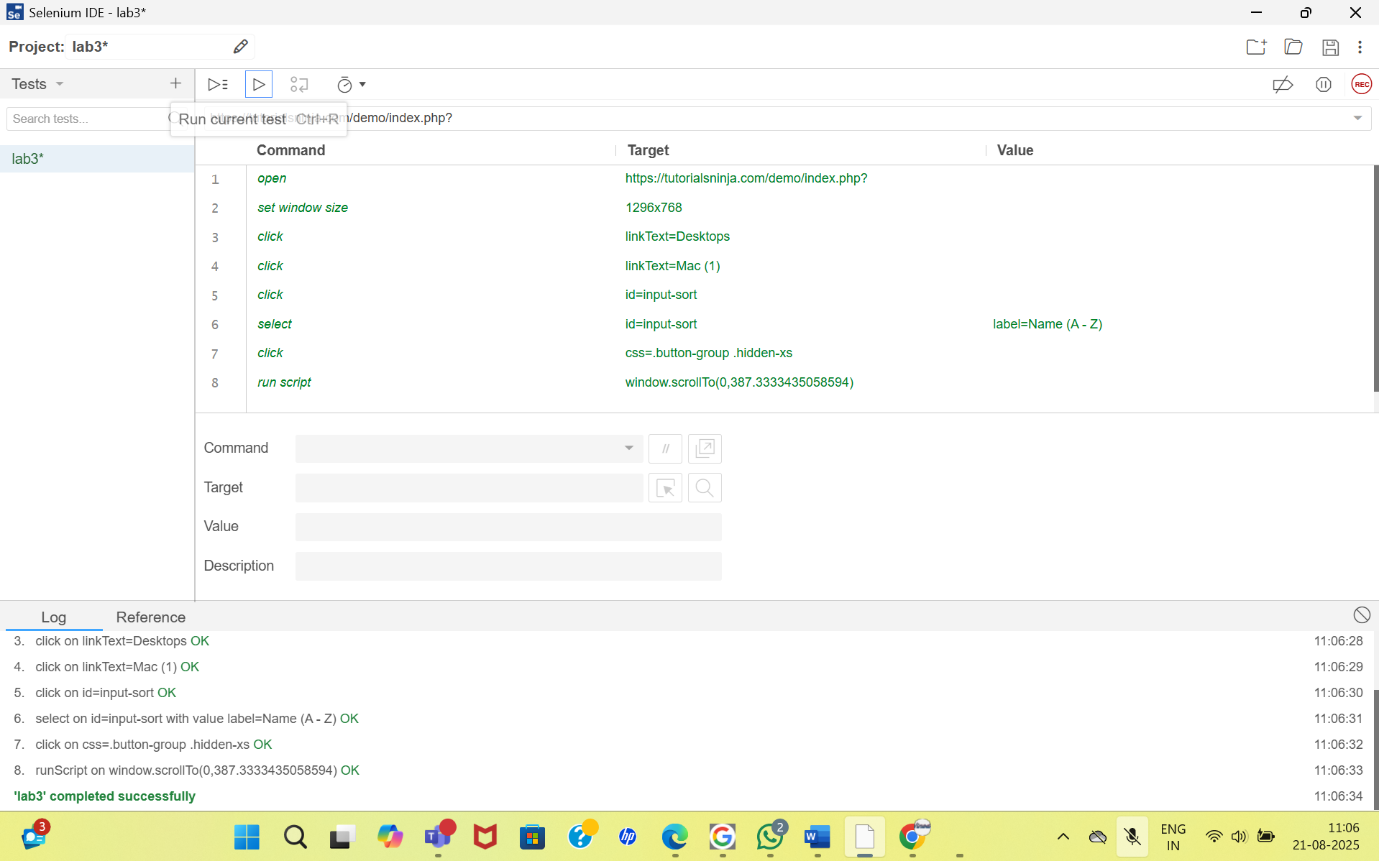 Selenium IDE - lab3*
Project: lab3*
Tests
Search tests...
Run current test Ctrl+R
/demo/index.php?
lab3*
Command Target Value
1 open https://tutorialsninja.com/demo/index.php?
2 set window size 1296x768
3 click linkText=Desktops
4 click linkText=Mac (1)
5 click id=input-sort
6 select id=input-sort label=Name (A - Z)
7 click css=.button-group .hidden-xs
8 run script window.scrollTo(0,387.3333435058594)
Command //
Target
Value
Description
Log Reference
3. click on linkText=Desktops OK 11:06:28
4. click on linkText=Mac (1) OK 11:06:29
5. click on id=input-sort OK 11:06:30
6. select on id=input-sort with value label=Name (A - Z) OK 11:06:31
7. click on css=.button-group .hidden-xs OK 11:06:32
8. runScript on window.scrollTo(0,387.3333435058594) OK 11:06:33
'lab3' completed successfully 11:06:34
3
2
ENG
IN
11:06
21-08-2025
REC